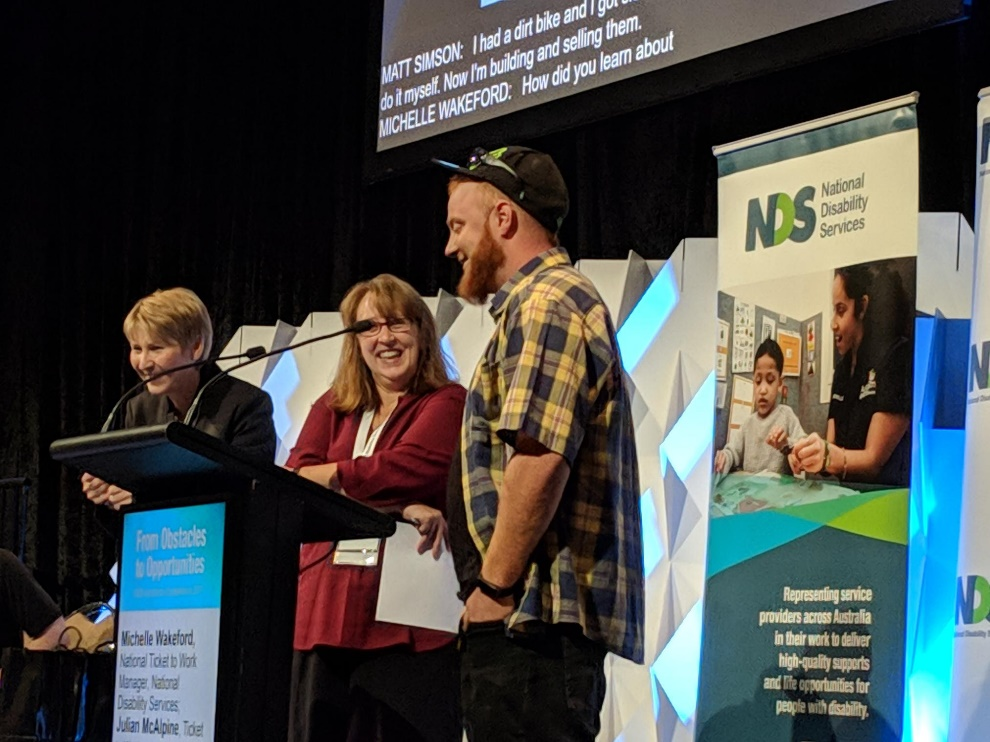 MATT SIMSON: I had a dirt bike and I got
do it myself. Now I'm building and selling them.
MICHELLE WAKEFORD: How did you learn about
NDS National
Disability
Services
Representing service
providers across Australia
in their work to deliver
high-quality supports
and life opportunities for
people with disability.
From Obstacles
to Opportunities
Michelle Wakeford,
National Ticket to Work
Manager, National
Disability Services;
Julian McAlpine, Ticket